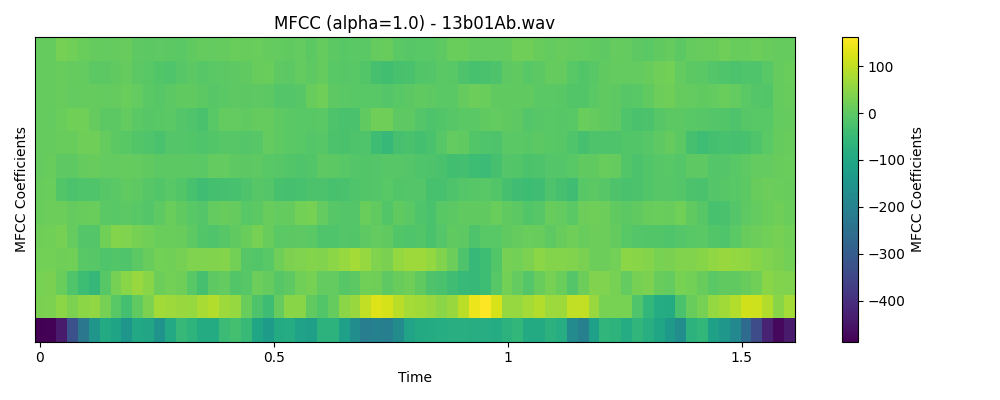 MFCC (alpha=1.0) - 13b01Ab.wav
MFCC Coefficients
0
0.5
1
1.5
Time
100
0
−100
−200
−300
−400
MFCC Coefficients